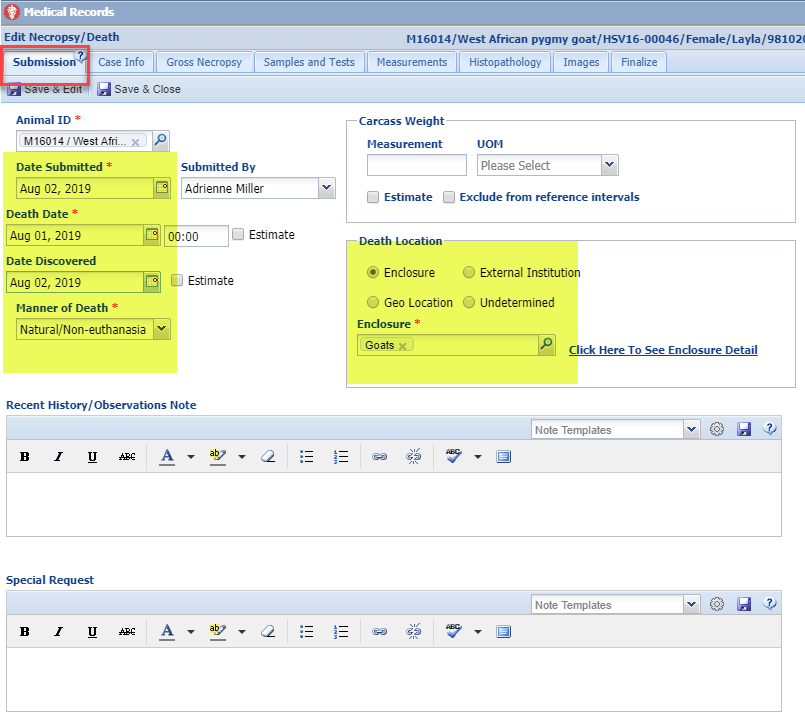 Medical Records
Edit Necropsy/Death
M16014/West African pygmy goat/HSV16-00046/Female/Layla/981020
Submission ?
Case Info
Gross Necropsy
Samples and Tests
Measurements
Histopathology
Images
Finalize
Save & Edit
Save & Close
Animal ID *
M16014 / West Afri... x
Date Submitted *
Submitted By
Aug 02, 2019
Adrienne Miller
Death Date *
Aug 01, 2019
00:00
Estimate
Date Discovered
Aug 02, 2019
Estimate
Manner of Death *
Natural/Non-euthanasia
Carcass Weight
Measurement
UOM
Please Select
Estimate
Exclude from reference intervals
Death Location
Enclosure
External Institution
Geo Location
Undetermined
Enclosure *
Goats x
Click Here To See Enclosure Detail
Recent History/Observations Note
Note Templates
B I U ABC A ab ABC
Special Request
Note Templates
B I U ABC A ab ABC